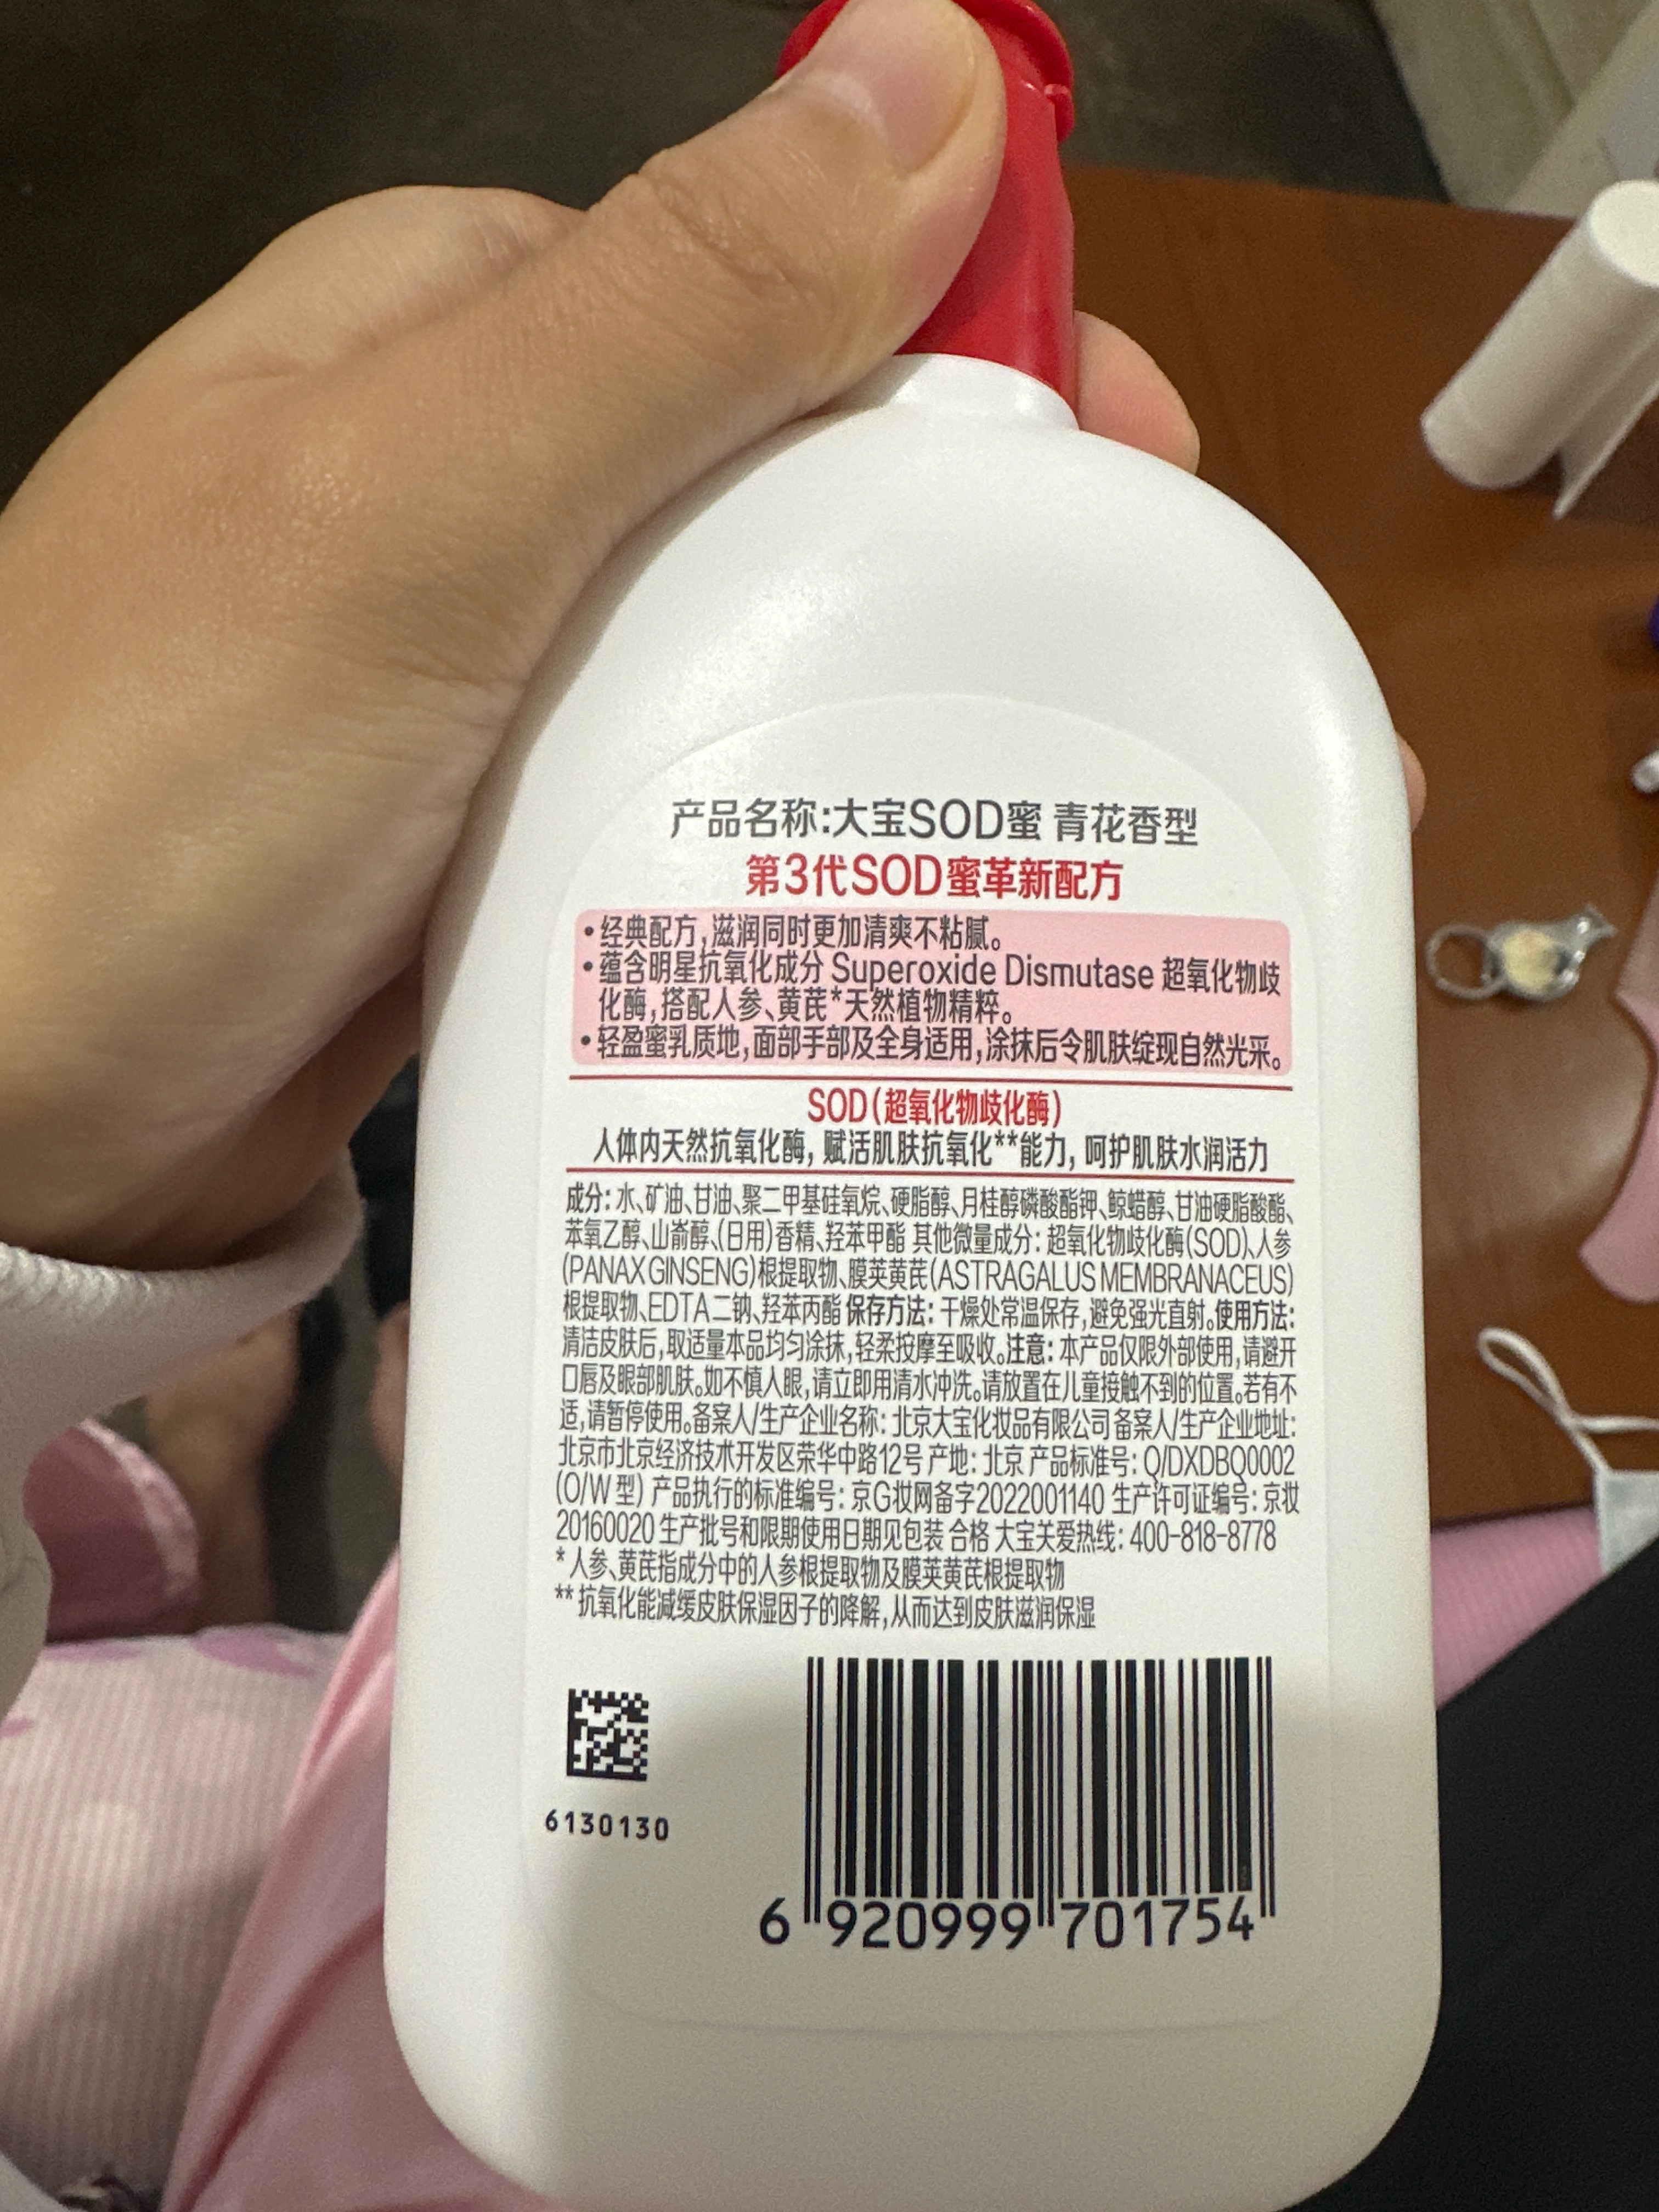 产品名称:大宝SOD蜜 青花香型
第3代SOD蜜革新配方
•经典配方,滋润同时更加清爽不粘腻。
•蕴含明星抗氧化成分 Superoxide Dismutase 超氧化物歧
化酶,搭配人参、黄芪*天然植物精粹。
•轻盈蜜乳质地,面部手部及全身适用,涂抹后令肌肤绽现自然光采。
SOD(超氧化物歧化酶)
人体内天然抗氧化酶, 赋活肌肤抗氧化**能力, 呵护肌肤水润活力
成分: 水、矿油、甘油、聚二甲基硅氧烷、硬脂醇、月桂醇磷酸酯钾、鲸蜡醇、甘油硬脂酸酯、
苯氧乙醇、山嵛醇、(日用)香精、羟苯甲酯 其他微量成分: 超氧化物歧化酶(SOD)、人参
(PANAX GINSENG)根提取物、膜荚黄芪(ASTRAGALUS MEMBRANACEUS)
根提取物、EDTA二钠、羟苯丙酯 保存方法: 干燥处常温保存,避免强光直射。使用方法:
清洁皮肤后,取适量本品均匀涂抹,轻柔按摩至吸收。注意: 本产品仅限外部使用,请避开
口唇及眼部肌肤。如不慎入眼,请立即用清水冲洗。请放置在儿童接触不到的位置。若有不
适,请暂停使用。备案人/生产企业名称: 北京大宝化妆品有限公司 备案人/生产企业地址:
北京市北京经济技术开发区荣华中路12号 产地: 北京 产品标准号: Q/DXDBQ0002
(O/W型) 产品执行的标准编号: 京G妆网备字2022001140 生产许可证编号: 京妆
20160020 生产批号和限期使用日期见包装 合格 大宝关爱热线: 400-818-8778
*人参、黄芪指成分中的人参根提取物及膜荚黄芪根提取物
**抗氧化能减缓皮肤保湿因子的降解,从而达到皮肤滋润保湿
6130130
6 920999 701754